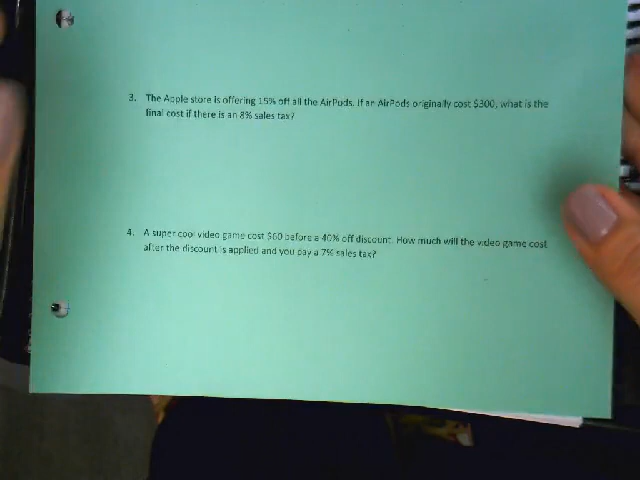 3. The Apple store is offering 15% off all the AirPods. If an AirPods originally cost $300, what is the
final cost if there is an 8% sales tax?
4. A super cool video game cost $60 before a 40% off discount. How much will the video game cost
after the discount is applied and you pay a 7% sales tax?